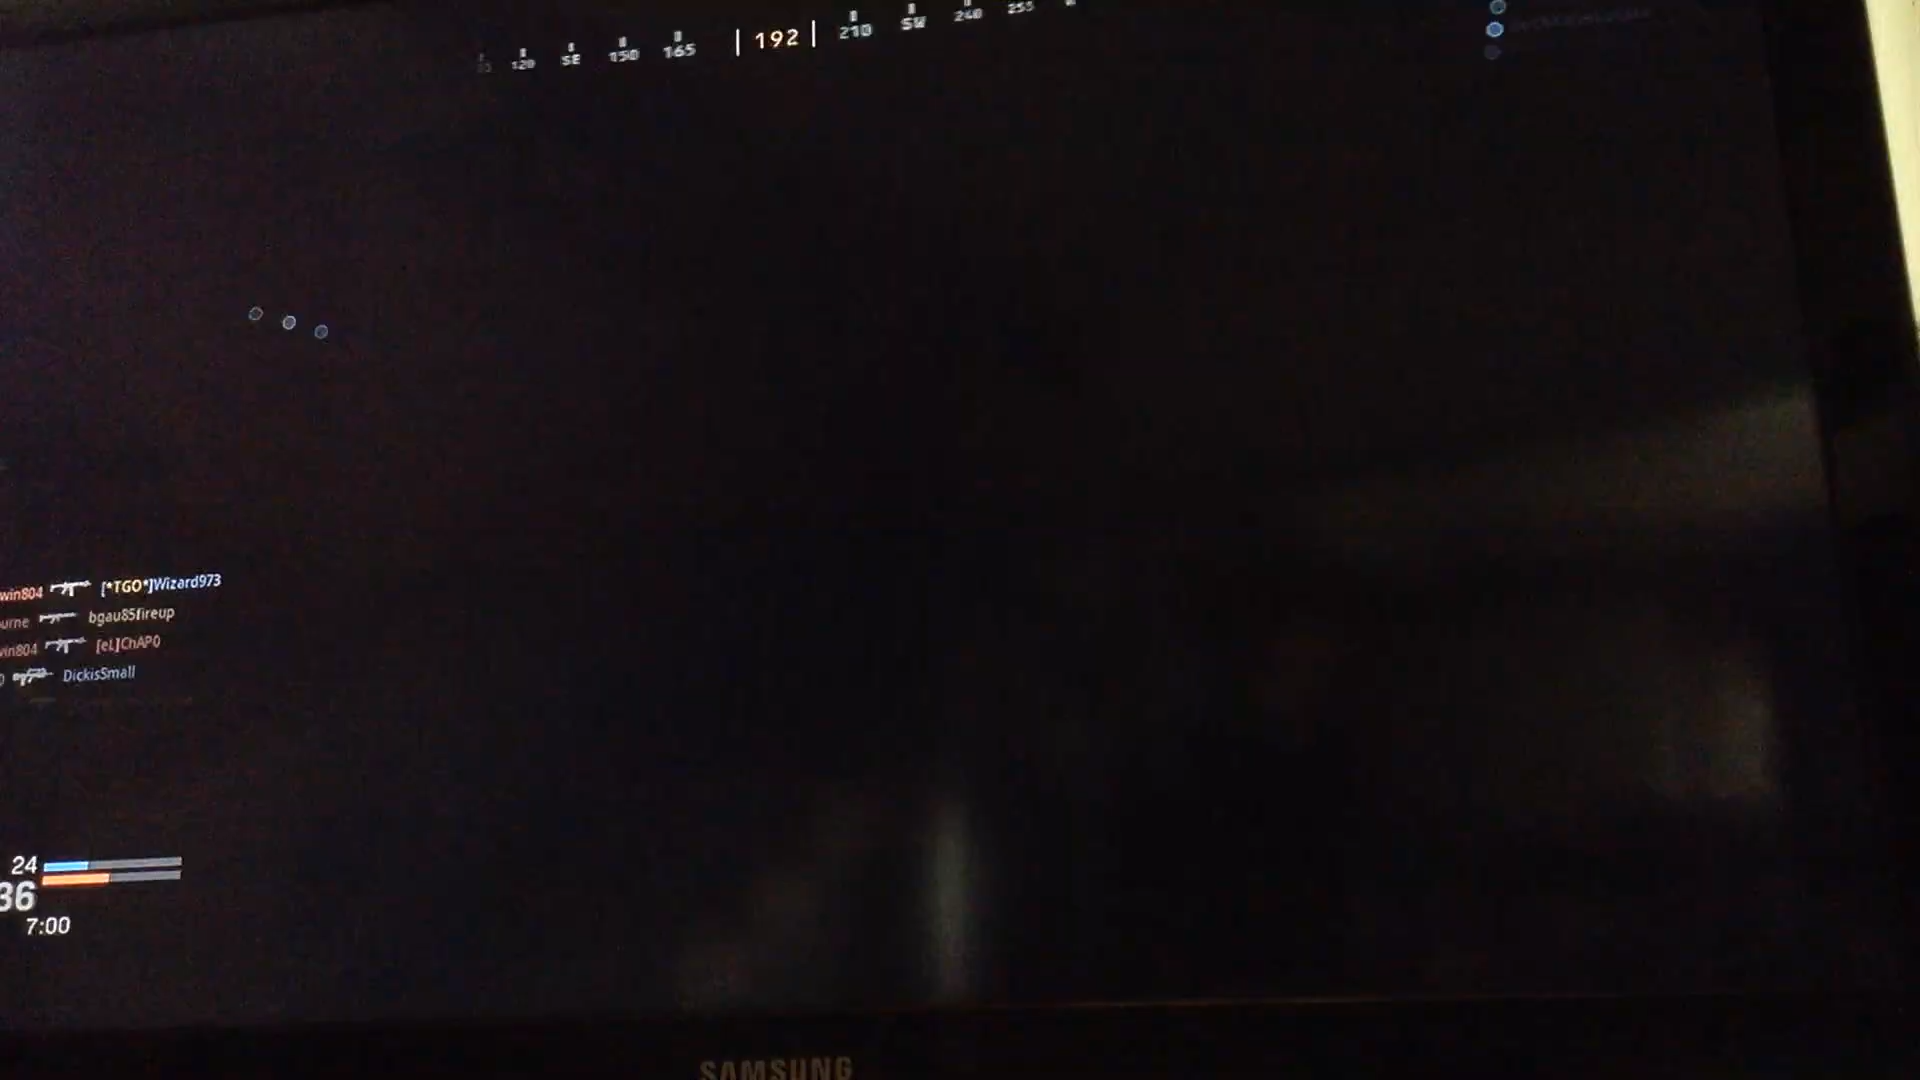 120 SE 150 165 | 192 | 210 SW 240 255
win804 [*TGO*]Wizard973
urne bgau85fireup
win804 [eL]ChAP0
DickisSmall
24
36
7:00
SAMSUNG